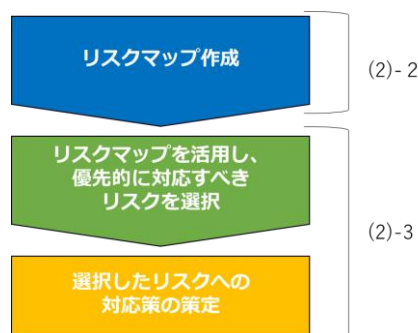 リスクマップ作成
(2)- 2
リスクマップを活用し、
優先的に対応すべき
リスクを選択
(2)-3
選択したリスクへの
対応策の策定